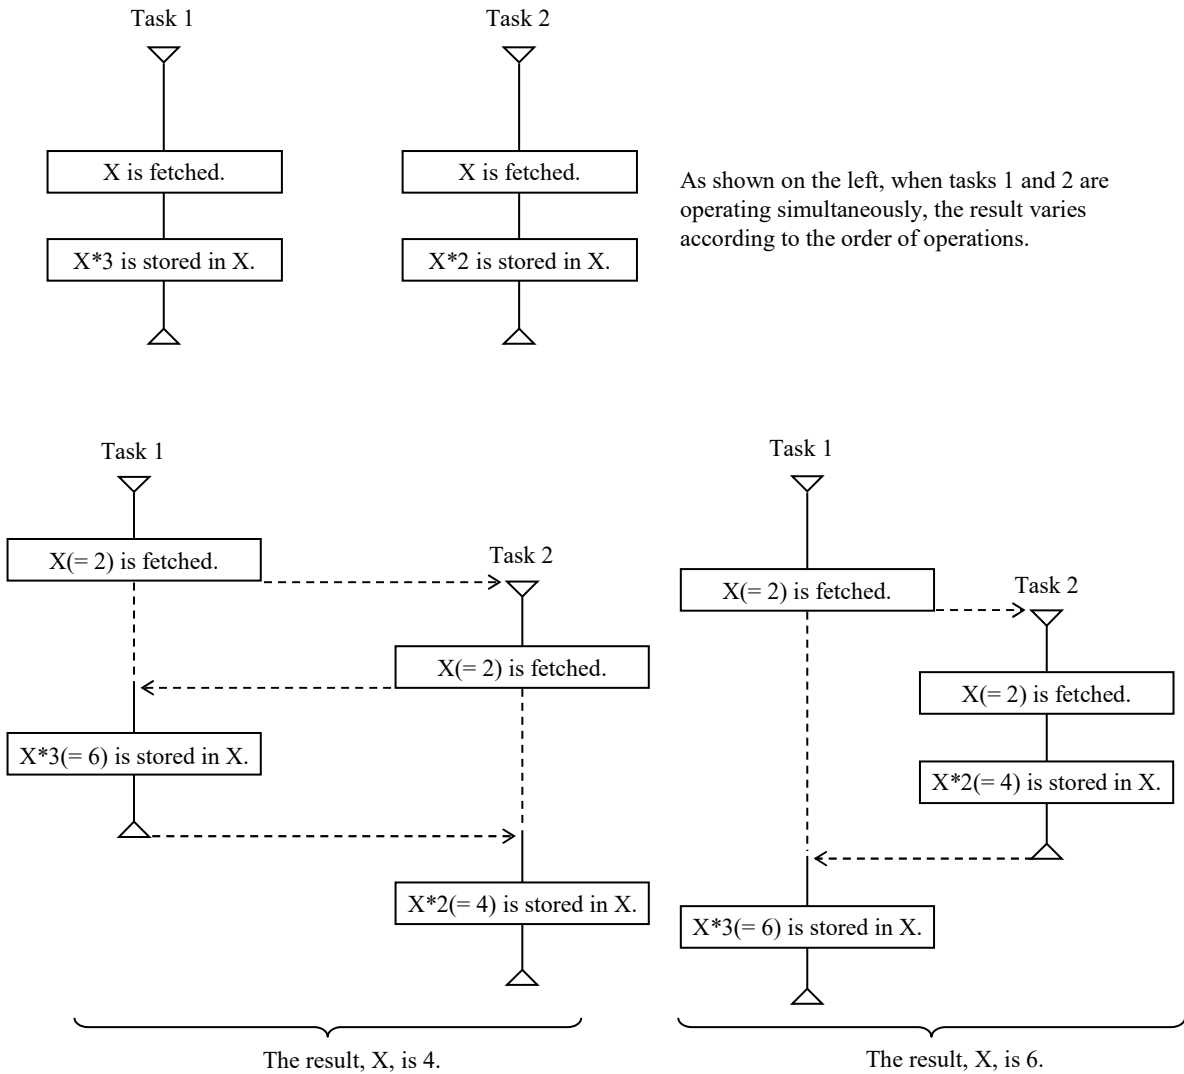 Task 1
Task 2
X is fetched.
X is fetched.
X*3 is stored in X.
X*2 is stored in X.
As shown on the left, when tasks 1 and 2 are
operating simultaneously, the result varies
according to the order of operations.
Task 1
X(= 2) is fetched.
Task 2
X(= 2) is fetched.
X*3(= 6) is stored in X.
X*2(= 4) is stored in X.
The result, X, is 4.
Task 1
X(= 2) is fetched.
Task 2
X(= 2) is fetched.
X*2(= 4) is stored in X.
X*3(= 6) is stored in X.
The result, X, is 6.